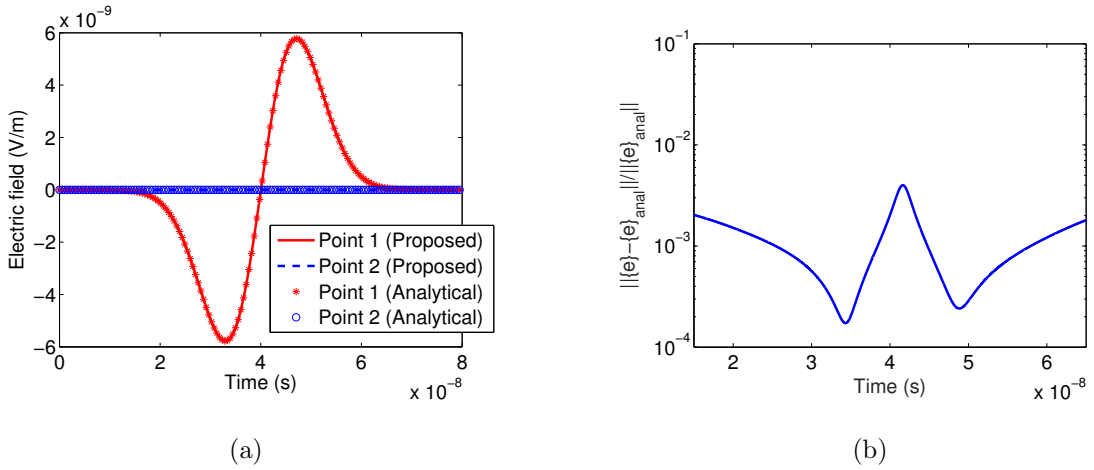 x 10⁻⁹
6
4
2
0
−2
−4
−6
Electric field (V/m)
0 2 4 6 8
Time (s)
x 10⁻⁸
Point 1 (Proposed)
Point 2 (Proposed)
Point 1 (Analytical)
Point 2 (Analytical)
(a)
10⁻¹
10⁻²
10⁻³
10⁻⁴
||{e}−{e}anal||/||{e}anal||
2 3 4 5 6
Time (s)
x 10⁻⁸
(b)